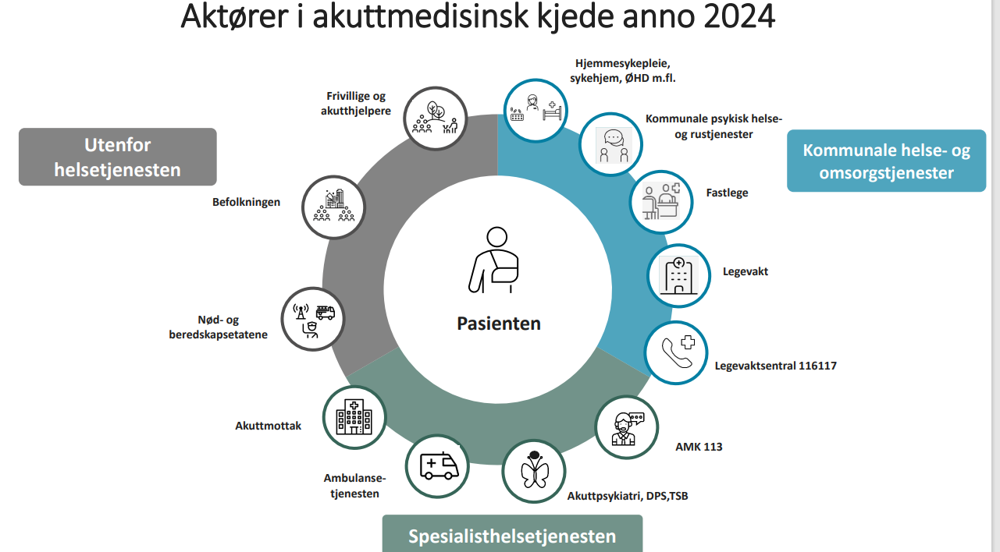 Aktører i akuttmedisinsk kjede anno 2024
Hjemmesykepleie,
sykehjem, ØHD m.fl.
Frivillige og
akutthjelpere
Kommunale psykisk helse-
og rustjenester
Utenfor
helsetjenesten
Kommunale helse- og
omsorgstjenester
Befolkningen
Fastlege
Legevakt
Nød- og
beredskapsetatene
Pasienten
Legevaktsentral 116117
Akuttmottak
AMK 113
Ambulanse-
tjenesten
Akuttpsykiatri, DPS,TSB
Spesialisthelsetjenesten